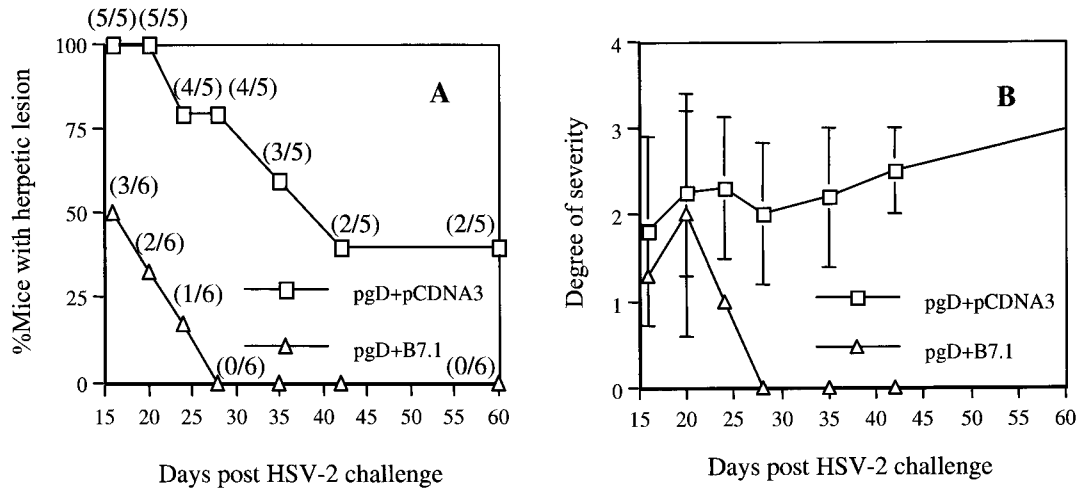 (5/5) (5/5)
100
(4/5) (4/5)
A
75
(3/5)
(3/6)
50
(2/6)
(2/5)
(2/5)
(1/6)
25
pgD+pCDNA3
pgD+B7.1
(0/6)
(0/6)
0
15 20 25 30 35 40 45 50 55 60
%Mice with herpetic lesion
Days post HSV-2 challenge
4
B
3
2
1
pgD+pCDNA3
pgD+B7.1
0
15 20 25 30 35 40 45 50 60
Degree of severity
Days post HSV-2 challenge